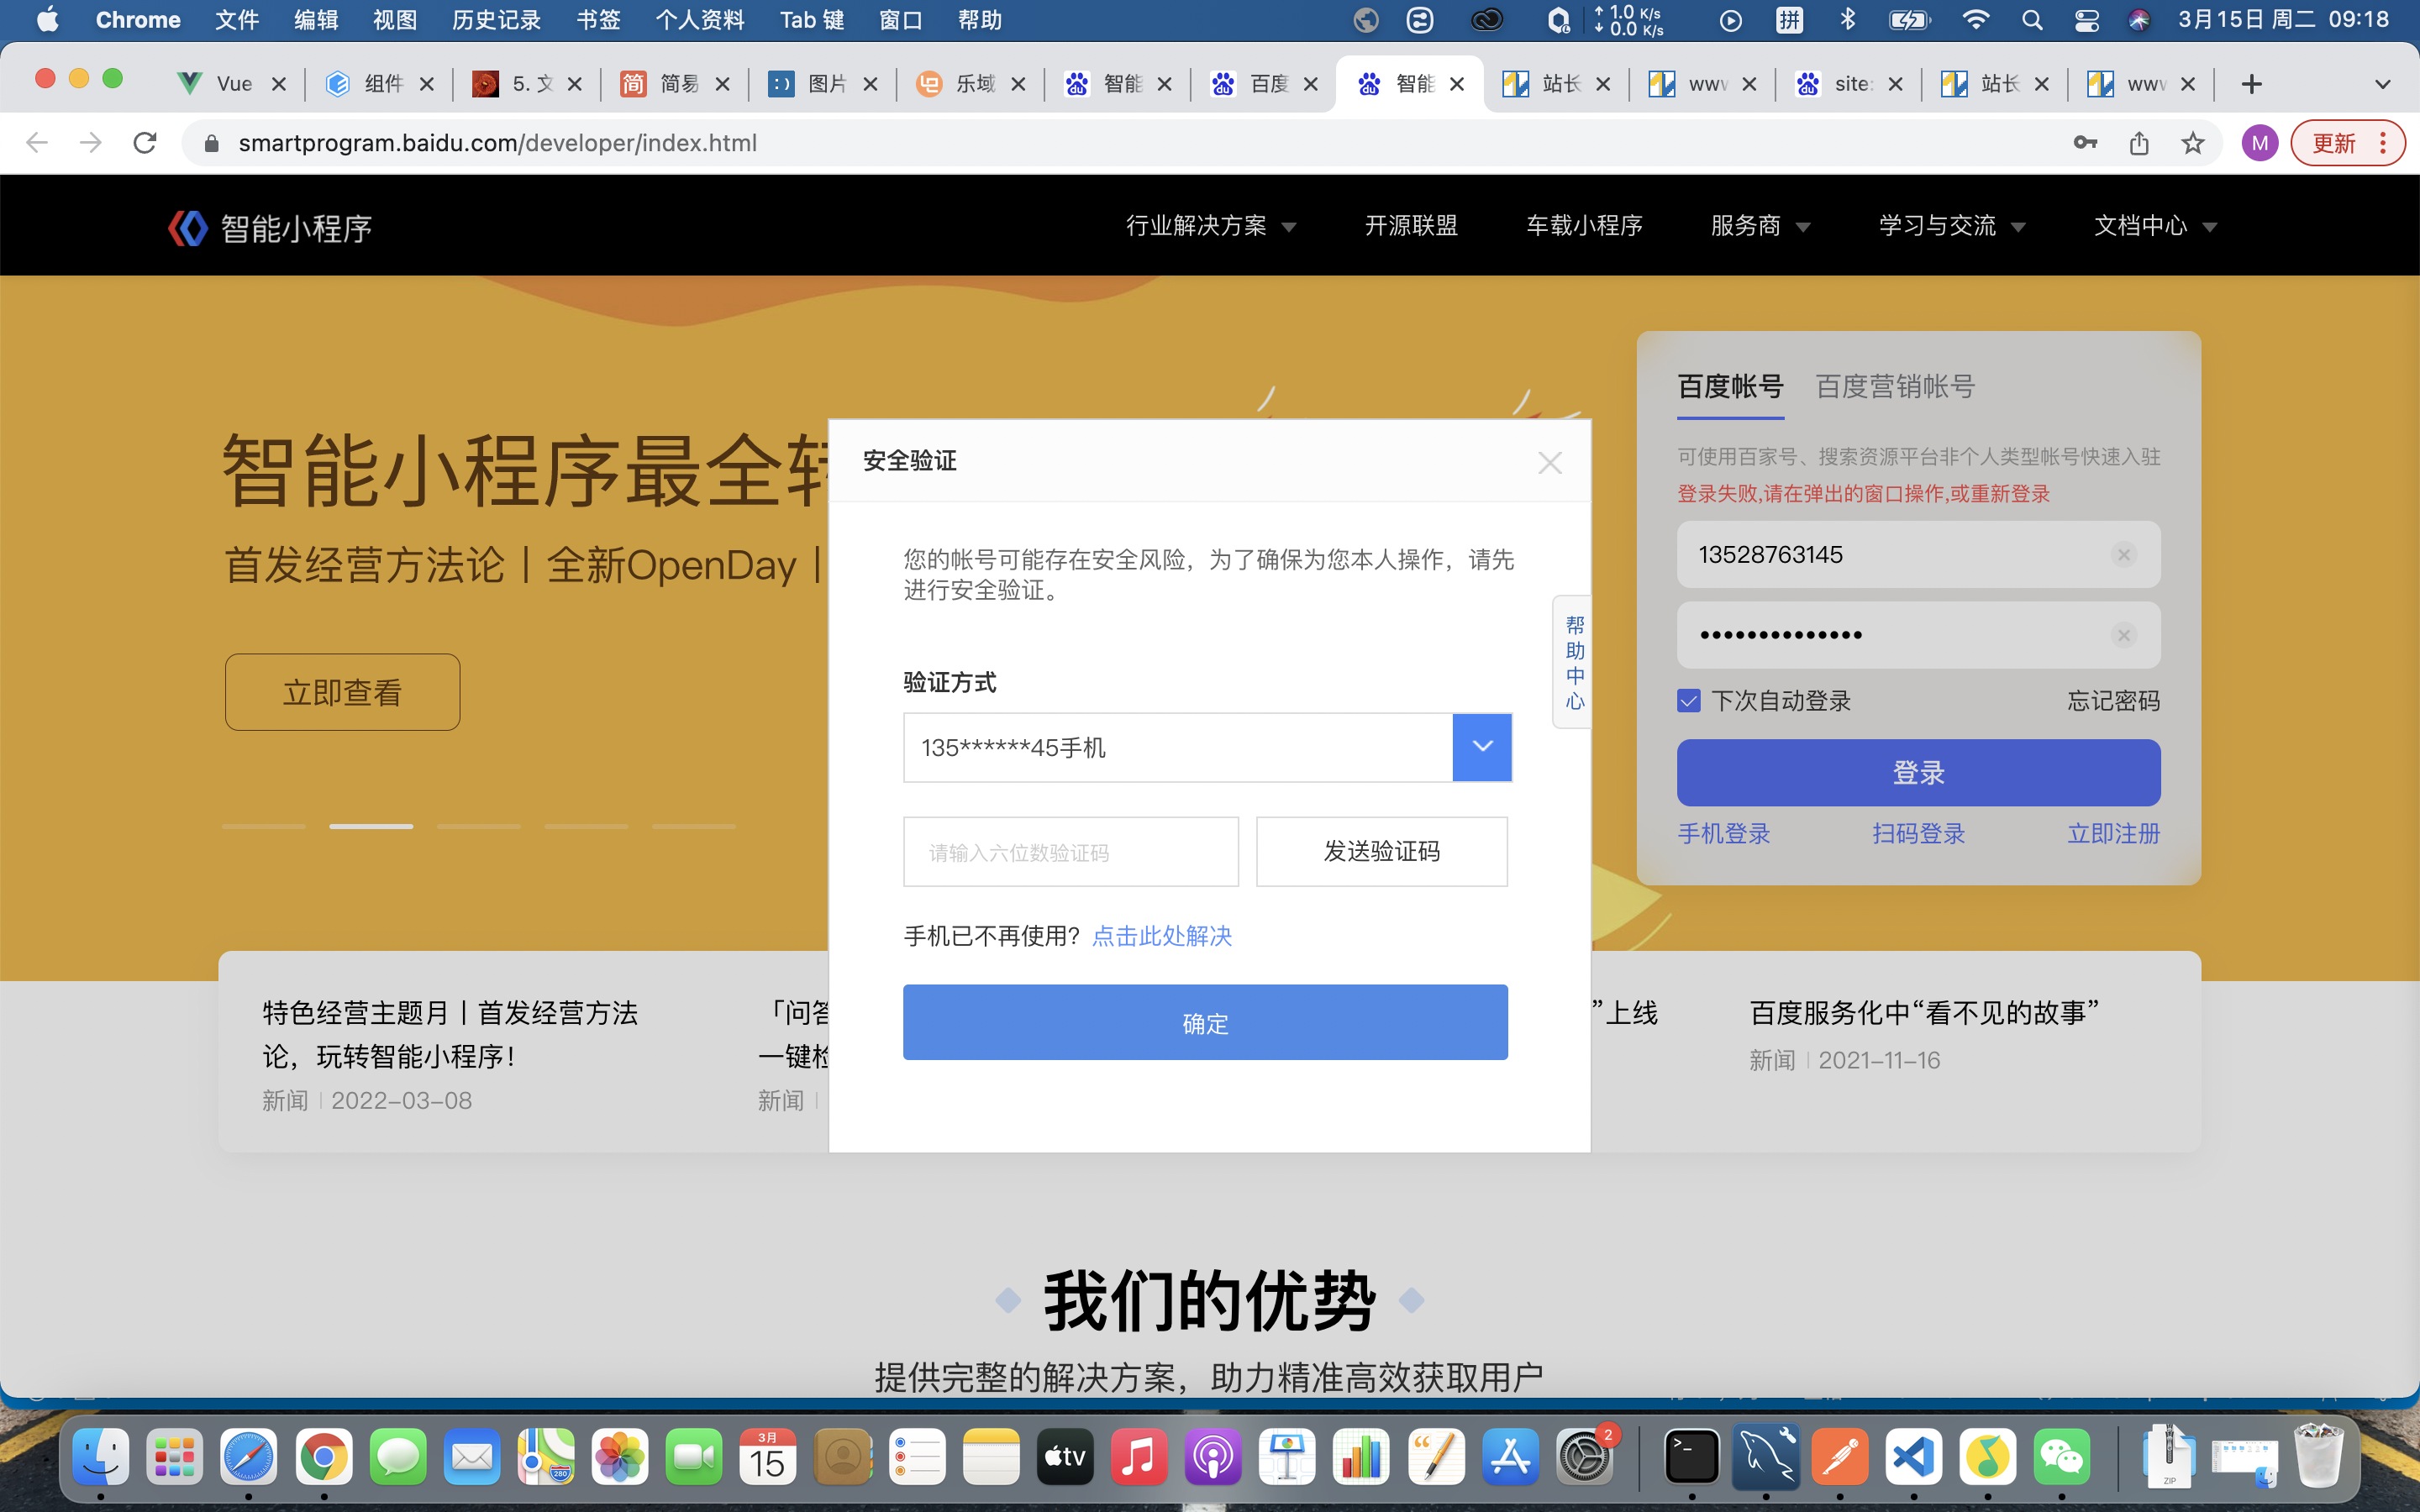 Chrome 文件 编辑 视图 历史记录 书签 个人资料 Tab 键 窗口 帮助 1.0 K/s 0.0 K/s 拼 3月15日 周二 09:18
Vue 组件 5. 文 简 简易 图片 乐域 智能 百度 智能 站长 www site: 站长 www
smartprogram.baidu.com/developer/index.html M 更新
智能小程序 行业解决方案 开源联盟 车载小程序 服务商 学习与交流 文档中心
智能小程序最全
首发经营方法论丨全新OpenDay丨
立即查看
百度帐号 百度营销帐号
可使用百家号、搜索资源平台非个人类型帐号快速入驻
登录失败,请在弹出的窗口操作,或重新登录
13528763145
下次自动登录 忘记密码
登录
手机登录 扫码登录 立即注册
安全验证
您的帐号可能存在安全风险，为了确保为您本人操作，请先
进行安全验证。
帮助中心
验证方式
135******45手机
请输入六位数验证码 发送验证码
手机已不再使用？ 点击此处解决
确定
特色经营主题月丨首发经营方法
论，玩转智能小程序！
新闻 2022-03-08
「问答
一键检
新闻
”上线
百度服务化中“看不见的故事”
新闻 2021-11-16
我们的优势
提供完整的解决方案，助力精准高效获取用户
280
3月
15
tv
2
ZIP